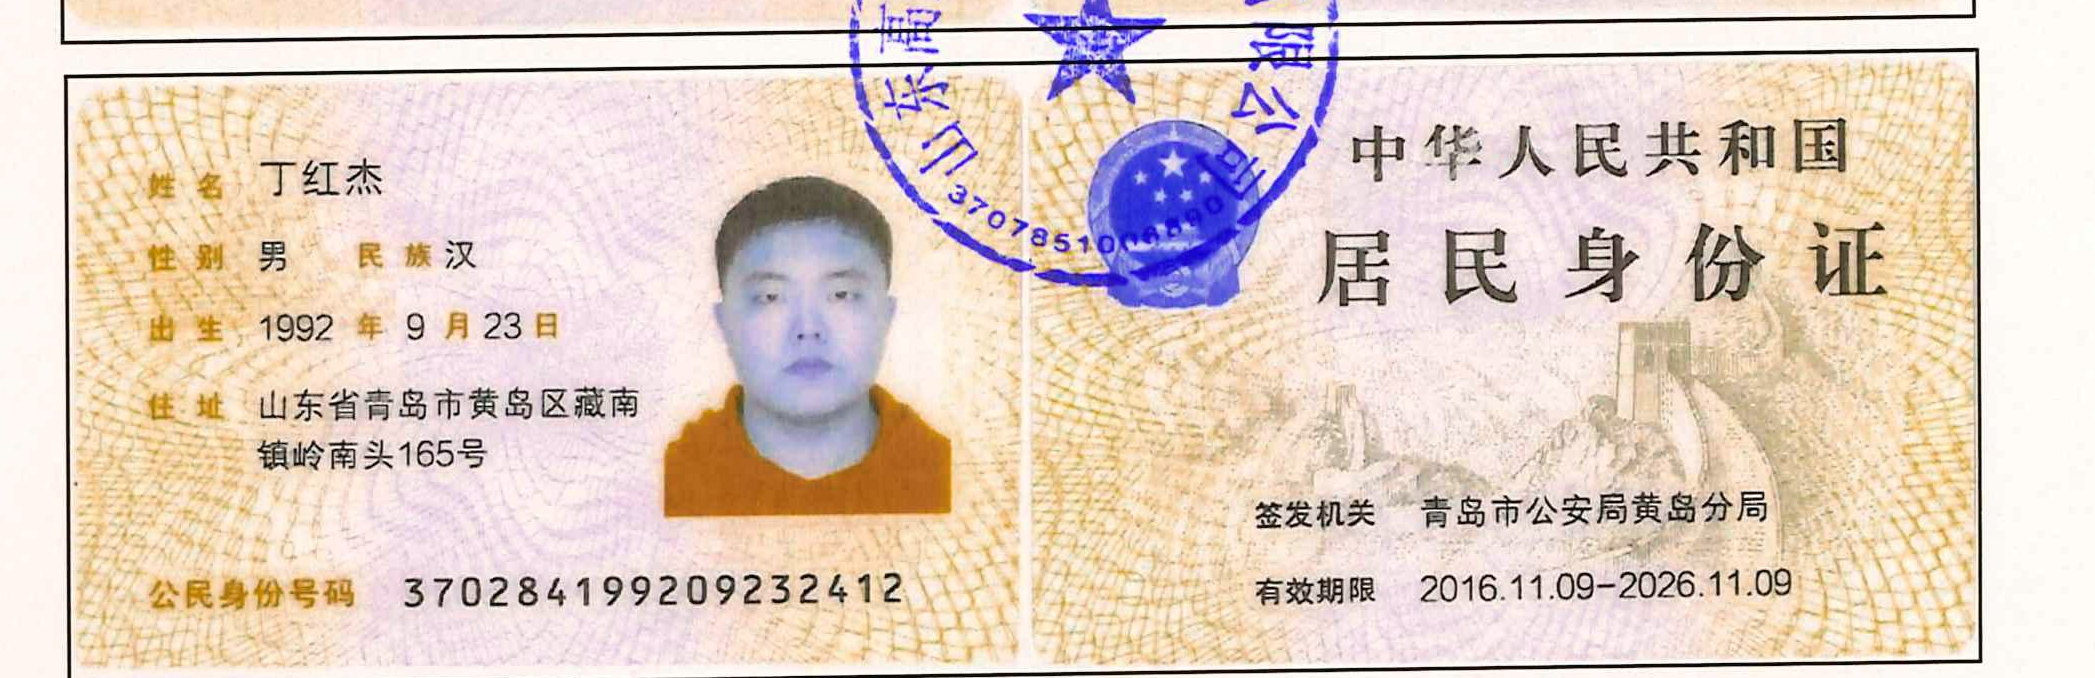 姓名 丁红杰
性别 男 民族 汉
出生 1992 年 9 月 23 日
住址 山东省青岛市黄岛区藏南
镇岭南头165号
公民身份号码 370284199209232412
中华人民共和国
居民身份证
签发机关 青岛市公安局黄岛分局
有效期限 2016.11.09-2026.11.09
山东高
限公司